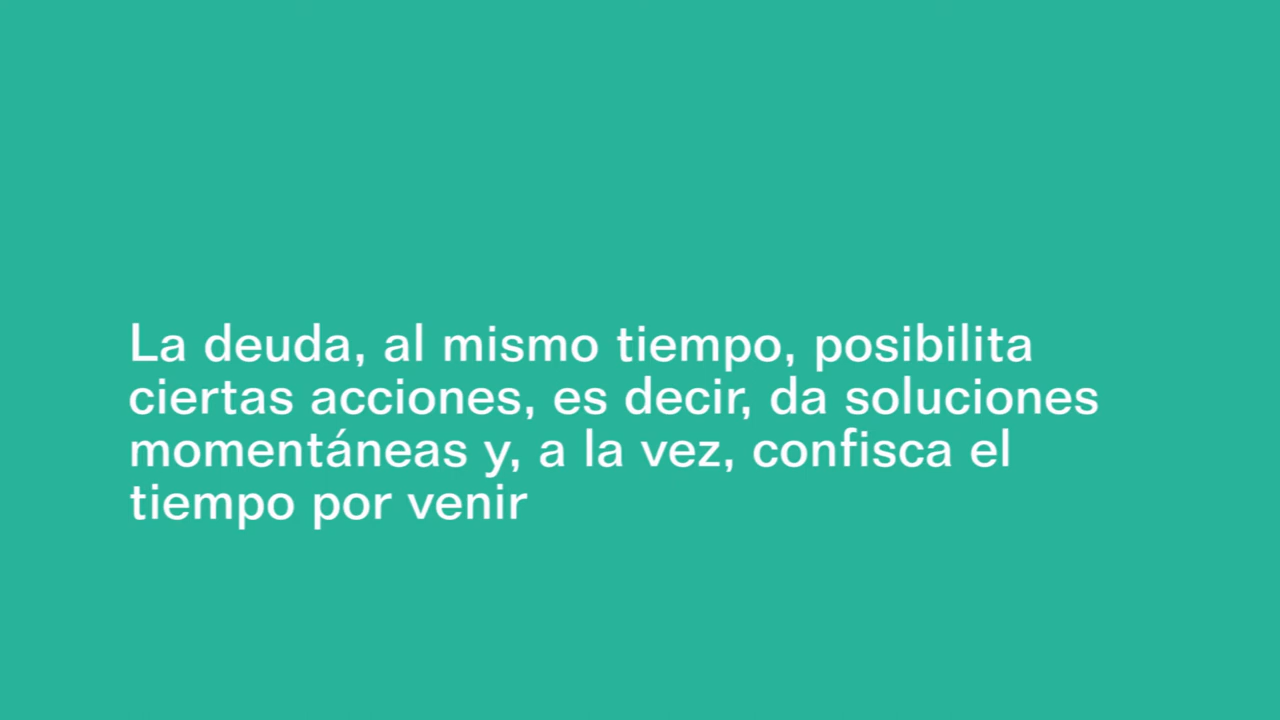 La deuda, al mismo tiempo, posibilita
ciertas acciones, es decir, da soluciones
momentáneas y, a la vez, confisca el
tiempo por venir